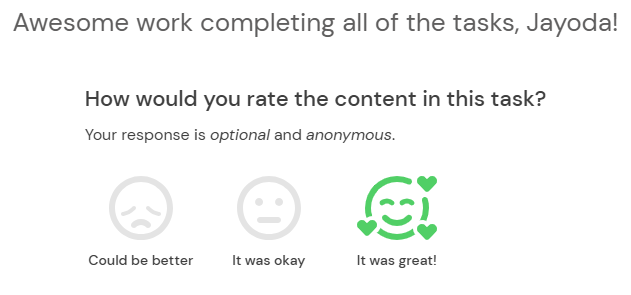 Awesome work completing all of the tasks, Jayoda!
How would you rate the content in this task?
Your response is optional and anonymous.
Could be better
It was okay
It was great!